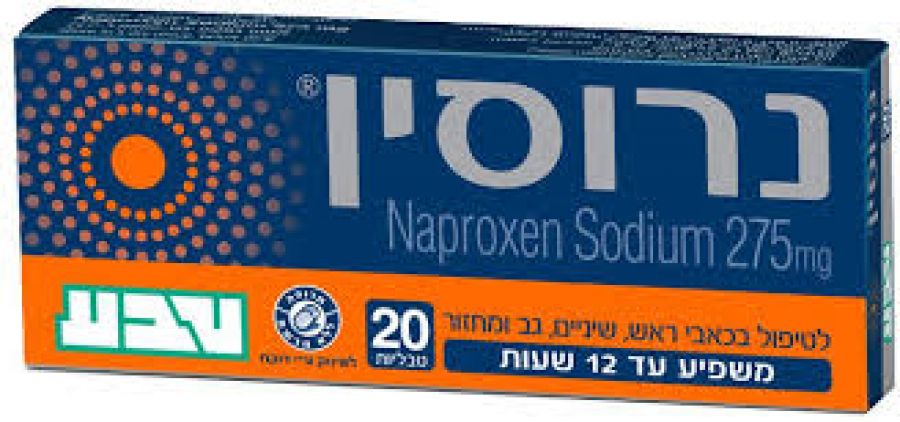 נרוסין®
Naproxen Sodium 275mg
לטיפול בכאבי ראש, שיניים, גב ומחזור
משפיע עד 12 שעות
20
טבליות
טבע